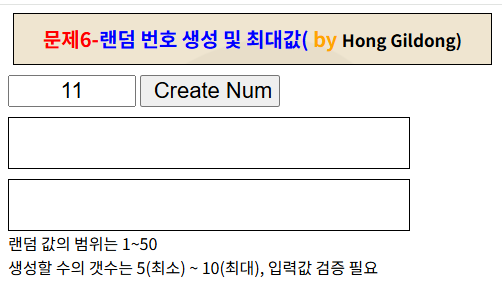 문제6-랜덤 번호 생성 및 최대값( by Hong Gildong)
11 Create Num
랜덤 값의 범위는 1~50
생성할 수의 갯수는 5(최소) ~ 10(최대), 입력값 검증 필요